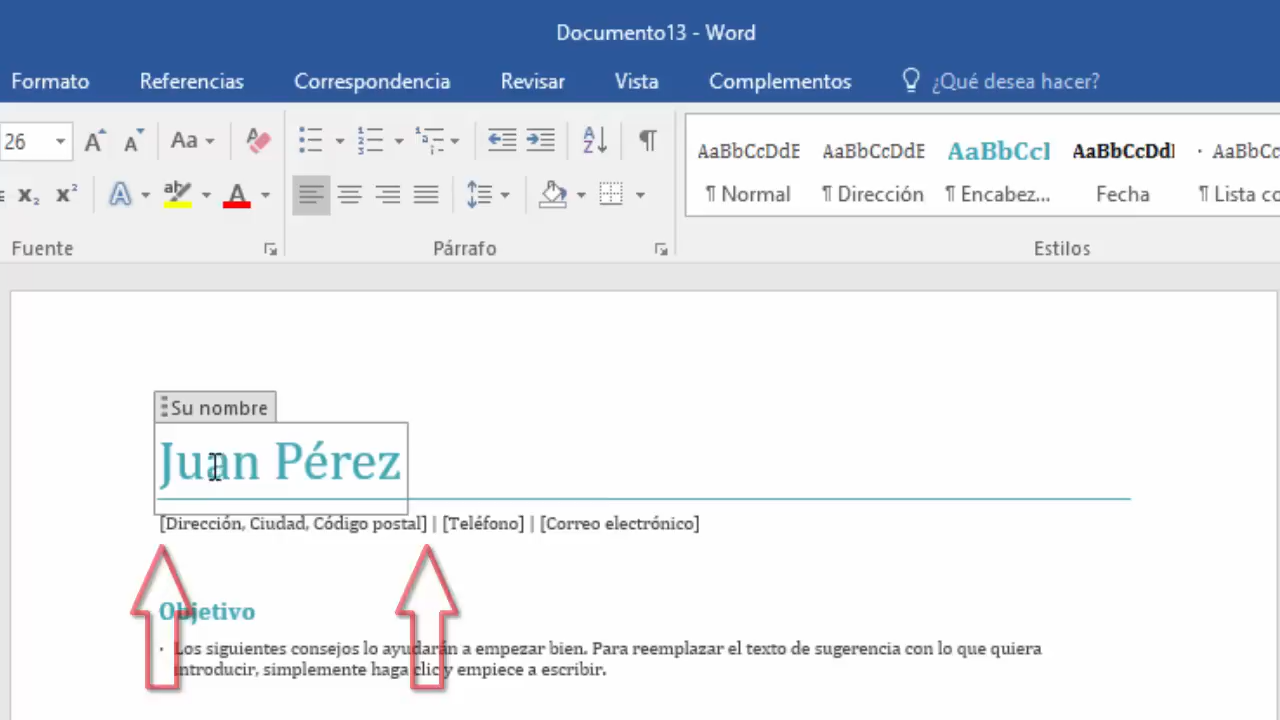 Documento13 - Word
Formato Referencias Correspondencia Revisar Vista Complementos ¿Qué desea hacer?
26 Aa AaBbCcDdE AaBbCcDdE AaBbCcI AaBbCcDdI AaBbCc
¶ Normal ¶ Dirección ¶ Encabez... Fecha ¶ Lista co
Fuente Párrafo Estilos
Su nombre
Juan Pérez
[Dirección, Ciudad, Código postal] | [Teléfono] | [Correo electrónico]
Objetivo
· Los siguientes consejos lo ayudarán a empezar bien. Para reemplazar el texto de sugerencia con lo que quiera
introducir, simplemente haga clic y empiece a escribir.